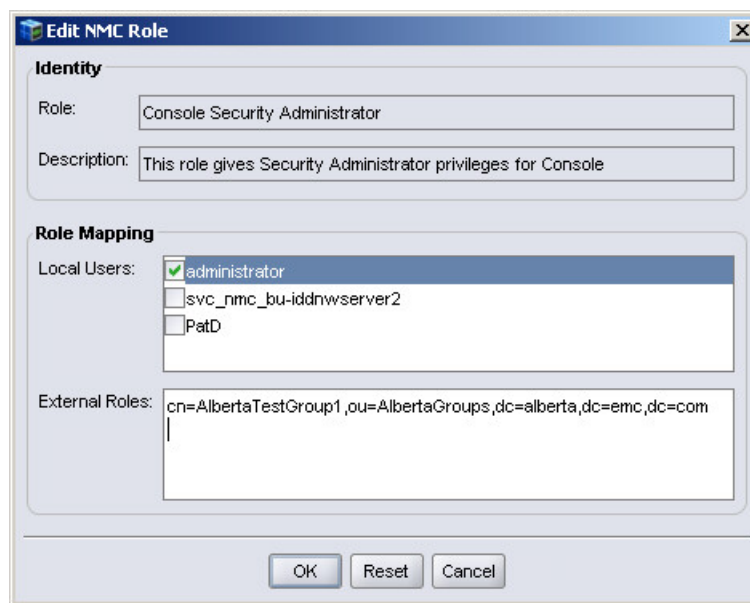 Edit NMC Role
Identity
Role: Console Security Administrator
Description: This role gives Security Administrator privileges for Console
Role Mapping
Local Users: administrator
svc_nmc_bu-iddnwserver2
PatD
External Roles: cn=AlbertaTestGroup1,ou=AlbertaGroups,dc=alberta,dc=emc,dc=com
OK Reset Cancel